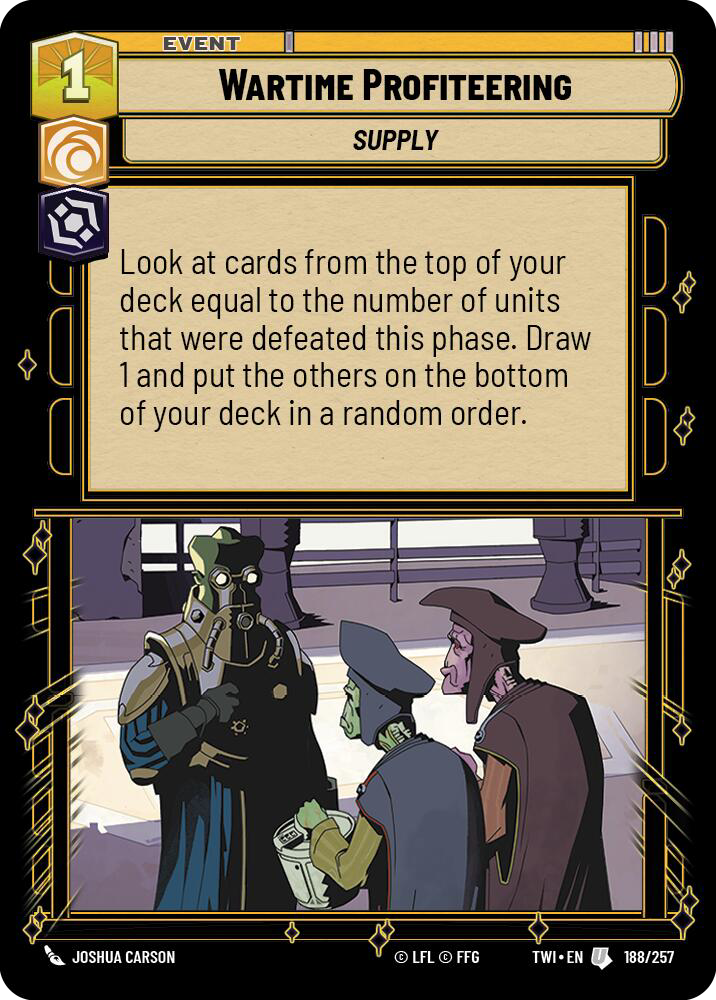 EVENT
1
WARTIME PROFITEERING
SUPPLY
Look at cards from the top of your
deck equal to the number of units
that were defeated this phase. Draw
1 and put the others on the bottom
of your deck in a random order.
JOSHUA CARSON
© LFL © FFG
TWI • EN
U
188/257